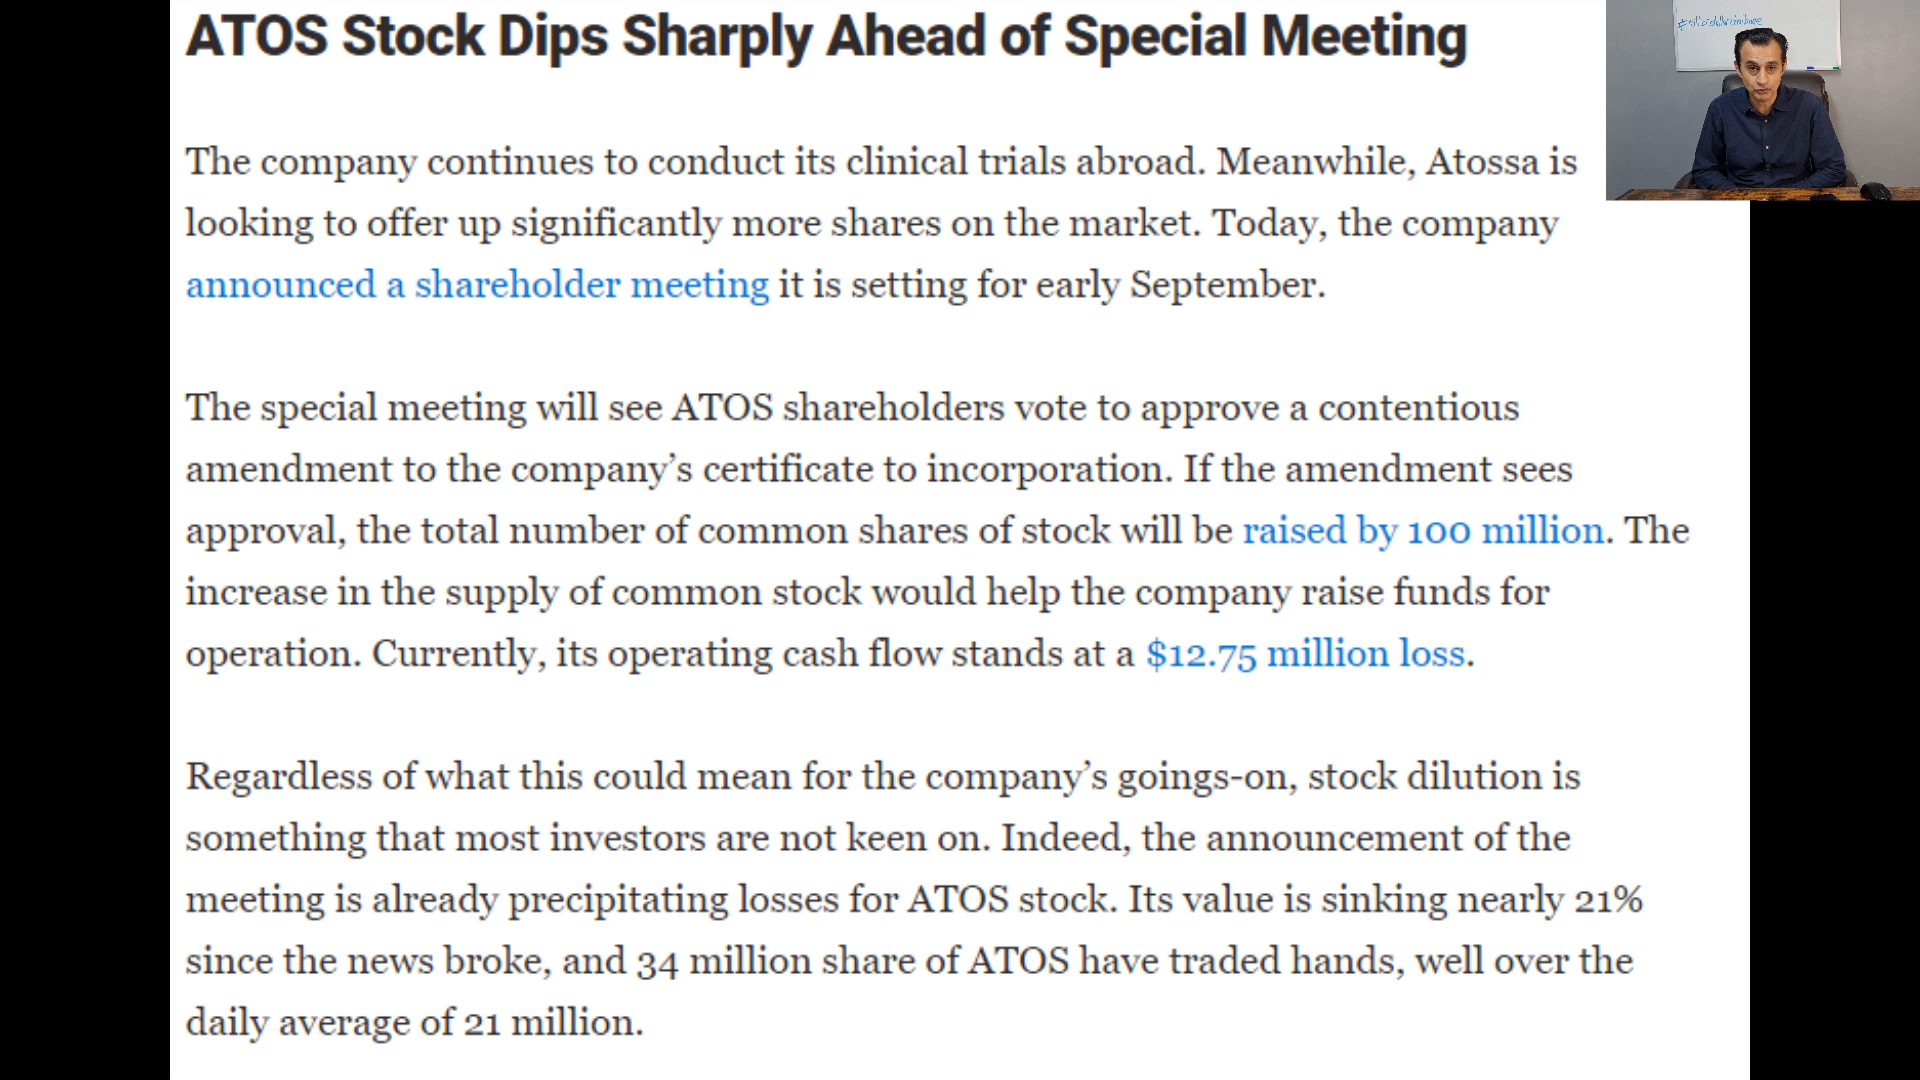 ATOS Stock Dips Sharply Ahead of Special Meeting
The company continues to conduct its clinical trials abroad. Meanwhile, Atossa is
looking to offer up significantly more shares on the market. Today, the company
announced a shareholder meeting it is setting for early September.
The special meeting will see ATOS shareholders vote to approve a contentious
amendment to the company’s certificate to incorporation. If the amendment sees
approval, the total number of common shares of stock will be raised by 100 million. The
increase in the supply of common stock would help the company raise funds for
operation. Currently, its operating cash flow stands at a $12.75 million loss.
Regardless of what this could mean for the company’s goings-on, stock dilution is
something that most investors are not keen on. Indeed, the announcement of the
meeting is already precipitating losses for ATOS stock. Its value is sinking nearly 21%
since the news broke, and 34 million share of ATOS have traded hands, well over the
daily average of 21 million.